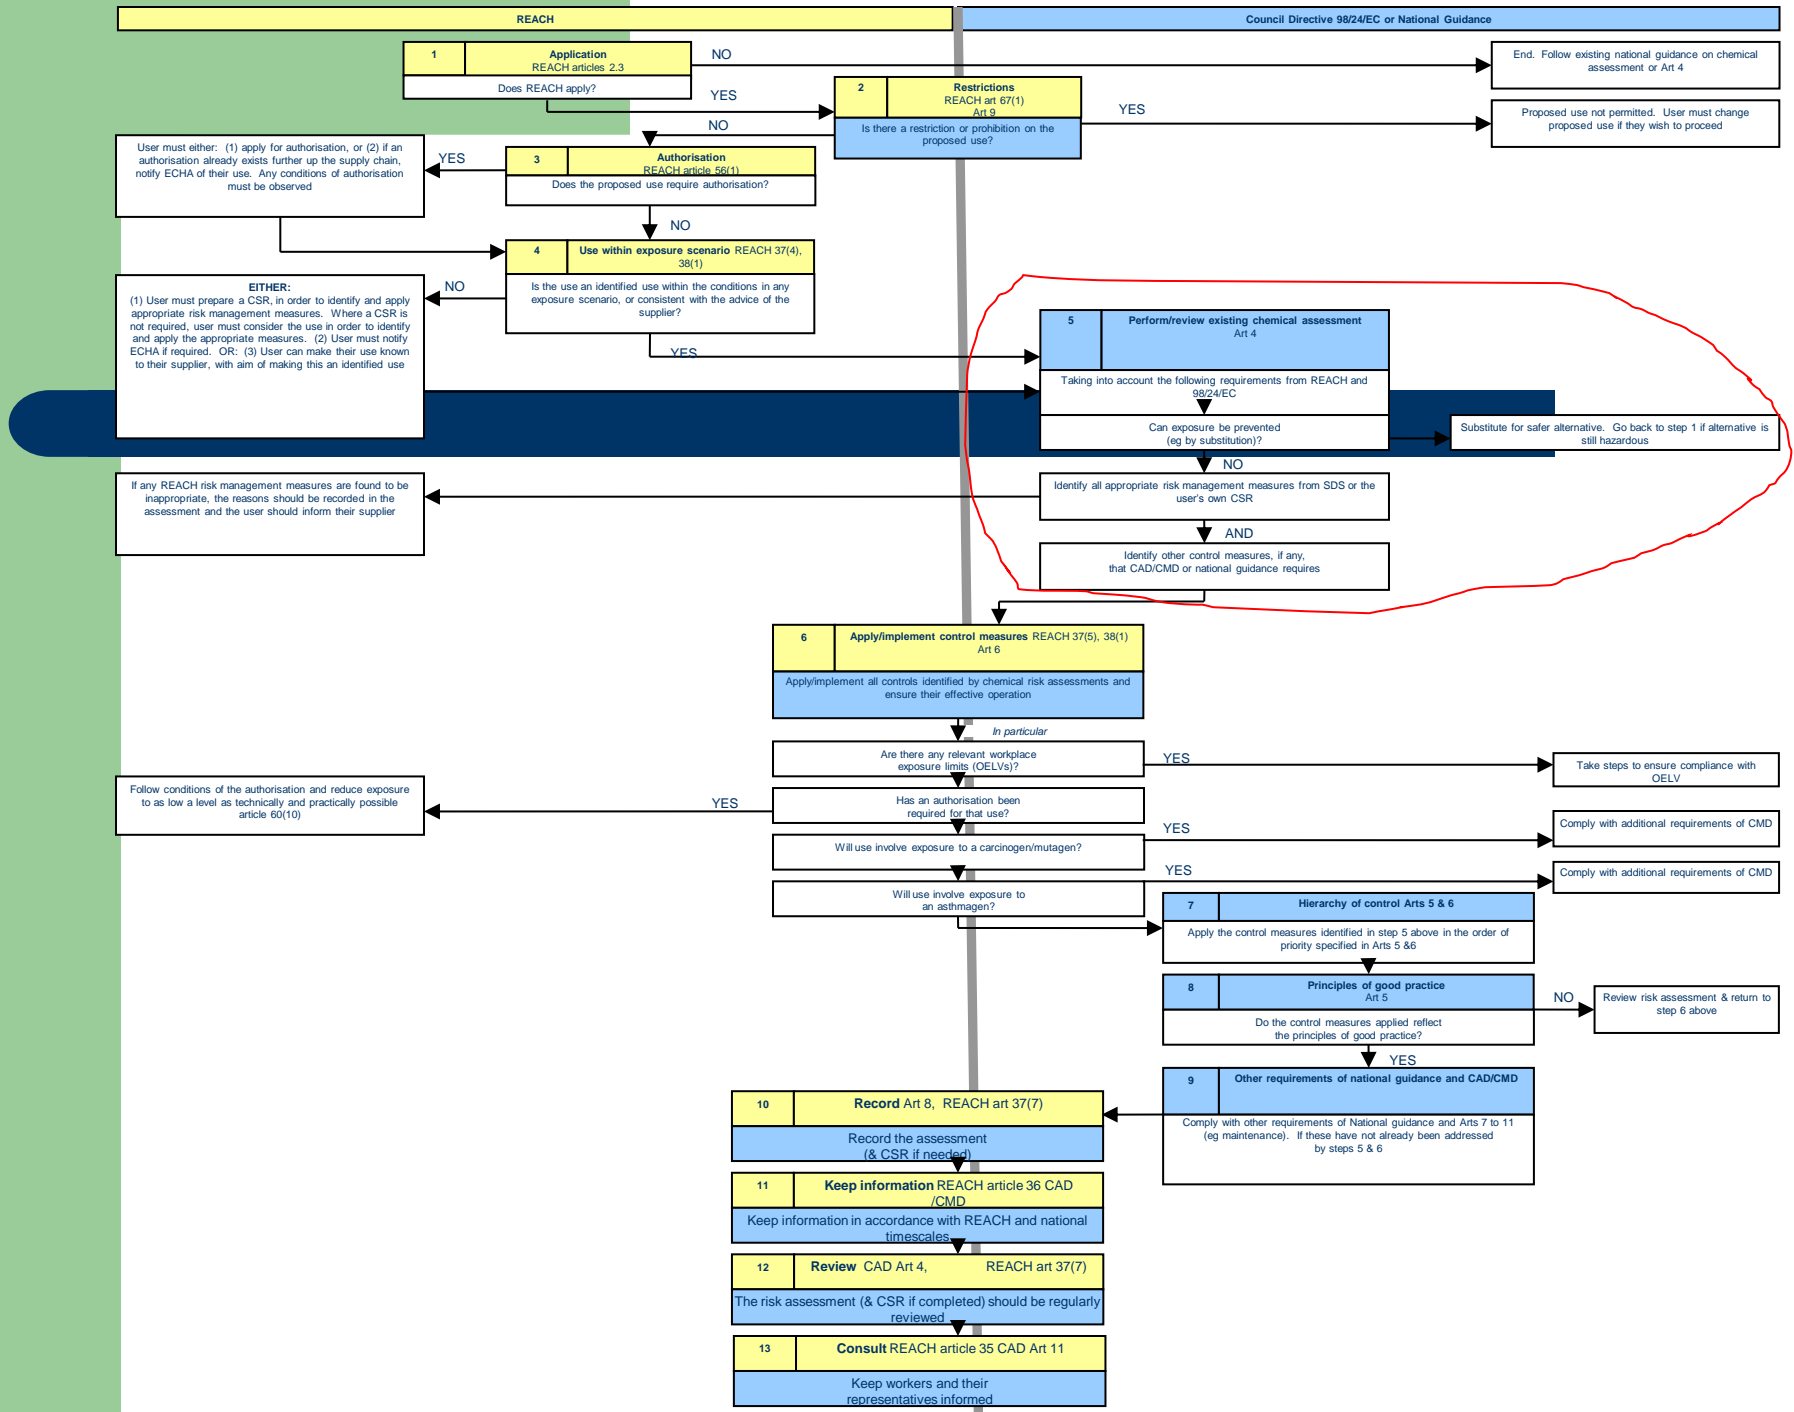 REACH
Council Directive 98/24/EC or National Guidance
1
Application
REACH articles 2.3
Does REACH apply?
NO
End. Follow existing national guidance on chemical
assessment or Art 4
YES
2
Restrictions
REACH art 67(1)
Art 9
Is there a restriction or prohibition on the
proposed use?
YES
Proposed use not permitted. User must change
proposed use if they wish to proceed
NO
3
Authorisation
REACH article 56(1)
Does the proposed use require authorisation?
YES
User must either: (1) apply for authorisation, or (2) if an
authorisation already exists further up the supply chain,
notify ECHA of their use. Any conditions of authorisation
must be observed
NO
4
Use within exposure scenario REACH 37(4),
38(1)
Is the use an identified use within the conditions in any
exposure scenario, or consistent with the advice of the
supplier?
NO
EITHER:
(1) User must prepare a CSR, in order to identify and apply
appropriate risk management measures. Where a CSR is
not required, user must consider the use in order to identify
and apply the appropriate measures. (2) User must notify
ECHA if required. OR: (3) User can make their use known
to their supplier, with aim of making this an identified use
YES
5
Perform/review existing chemical assessment
Art 4
Taking into account the following requirements from REACH and
98/24/EC
Can exposure be prevented
(eg by substitution)?
Substitute for safer alternative. Go back to step 1 if alternative is
still hazardous
NO
Identify all appropriate risk management measures from SDS or the
user's own CSR
If any REACH risk management measures are found to be
inappropriate, the reasons should be recorded in the
assessment and the user should inform their supplier
AND
Identify other control measures, if any,
that CAD/CMD or national guidance requires
6
Apply/implement control measures REACH 37(5), 38(1)
Art 6
Apply/implement all controls identified by chemical risk assessments and
ensure their effective operation
In particular
Are there any relevant workplace
exposure limits (OELVs)?
YES
Take steps to ensure compliance with
OELV
Has an authorisation been
required for that use?
YES
Follow conditions of the authorisation and reduce exposure
to as low a level as technically and practically possible
article 60(10)
Will use involve exposure to a carcinogen/mutagen?
YES
Comply with additional requirements of CMD
Will use involve exposure to
an asthmagen?
YES
Comply with additional requirements of CMD
7
Hierarchy of control Arts 5 & 6
Apply the control measures identified in step 5 above in the order of
priority specified in Arts 5 &6
8
Principles of good practice
Art 5
Do the control measures applied reflect
the principles of good practice?
NO
Review risk assessment & return to
step 6 above
YES
9
Other requirements of national guidance and CAD/CMD
Comply with other requirements of National guidance and Arts 7 to 11
(eg maintenance). If these have not already been addressed
by steps 5 & 6
10
Record Art 8, REACH art 37(7)
Record the assessment
(& CSR if needed)
11
Keep information REACH article 36 CAD
/CMD
Keep information in accordance with REACH and national
timescales
12
Review CAD Art 4, REACH art 37(7)
The risk assessment (& CSR if completed) should be regularly
reviewed
13
Consult REACH article 35 CAD Art 11
Keep workers and their
representatives informed